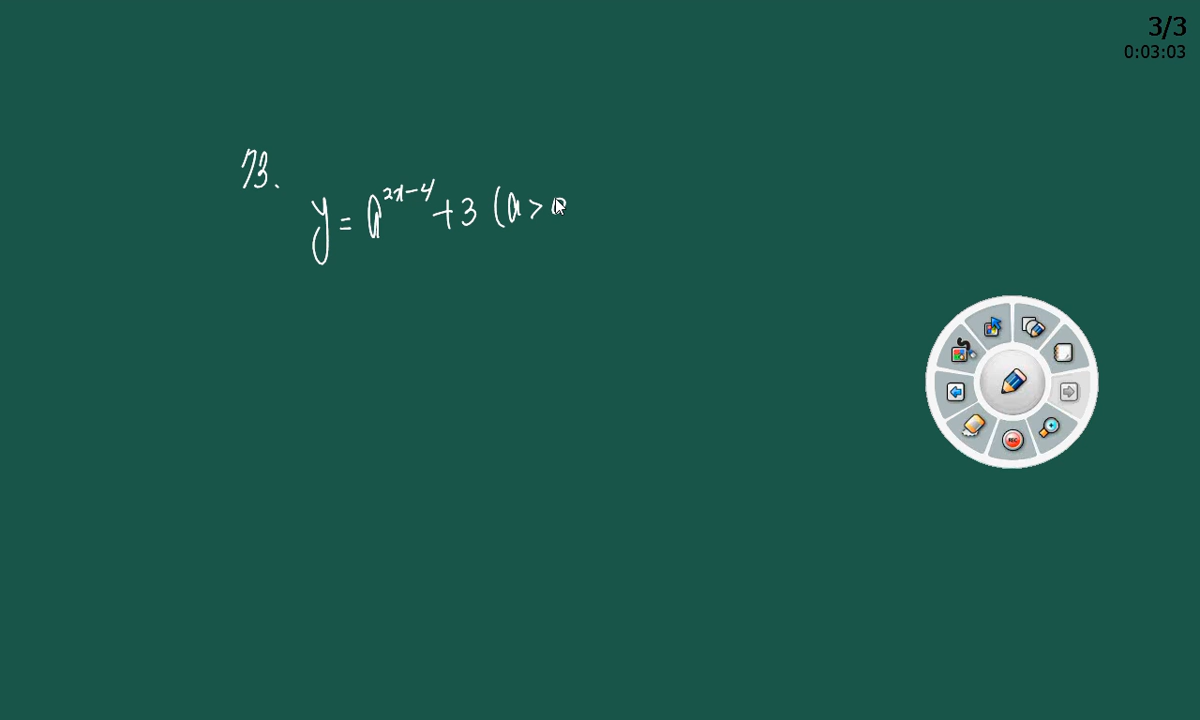 3/3
0:03:03
73.
y = a^{2x-4} + 3 (a >